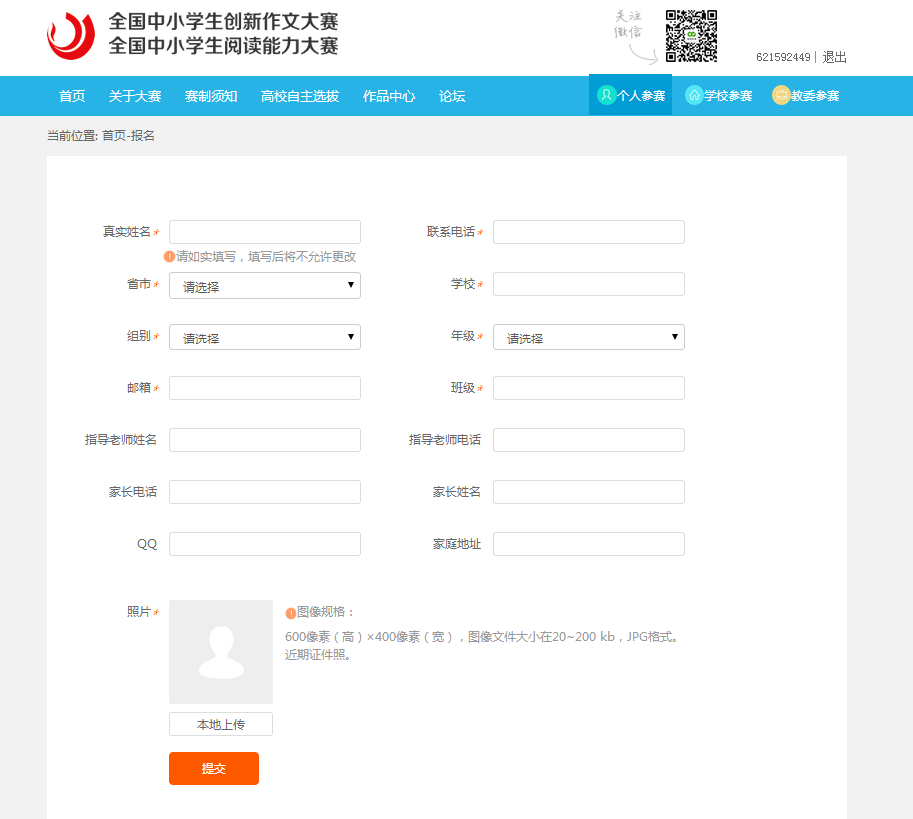 全国中小学生创新作文大赛
全国中小学生阅读能力大赛
关注
微信
621592449 | 退出
首页 关于大赛 赛制须知 高校自主选拔 作品中心 论坛 个人参赛 学校参赛 教委参赛
当前位置: 首页-报名
真实姓名* 联系电话*
请如实填写，填写后将不允许更改
省市* 请选择 学校*
组别* 请选择 年级* 请选择
邮箱* 班级*
指导老师姓名 指导老师电话
家长电话 家长姓名
QQ 家庭地址
照片* 图像规格：
600像素（高）×400像素（宽），图像文件大小在20~200 kb，JPG格式。
近期证件照。
本地上传
提交